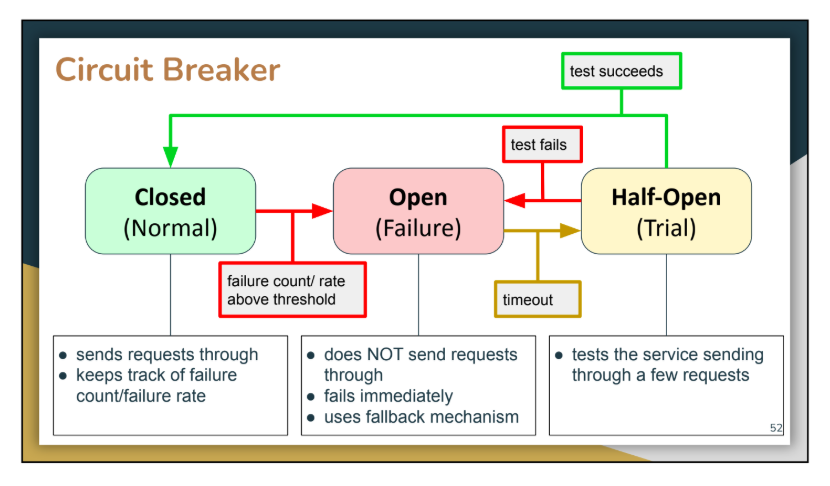 Circuit Breaker
test succeeds
test fails
Closed
(Normal)
Open
(Failure)
Half-Open
(Trial)
failure count/ rate
above threshold
timeout
● sends requests through
● keeps track of failure
count/failure rate
● does NOT send requests
through
● fails immediately
● uses fallback mechanism
● tests the service sending
through a few requests
52